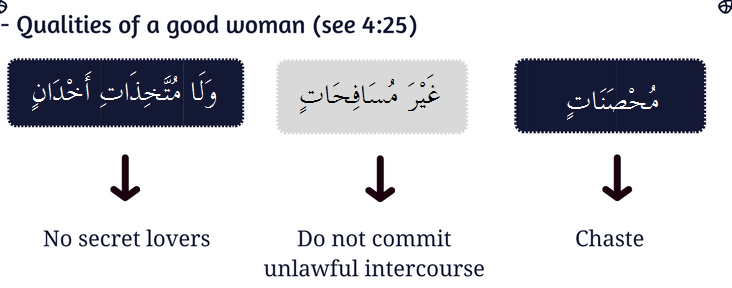 - Qualities of a good woman (see 4:25)
مُحْصَنَاتٍ
غَيْرَ مُسَافِحَاتٍ
وَلَا مُتَّخِذَاتِ أَخْدَانٍ
No secret lovers
Do not commit
unlawful intercourse
Chaste